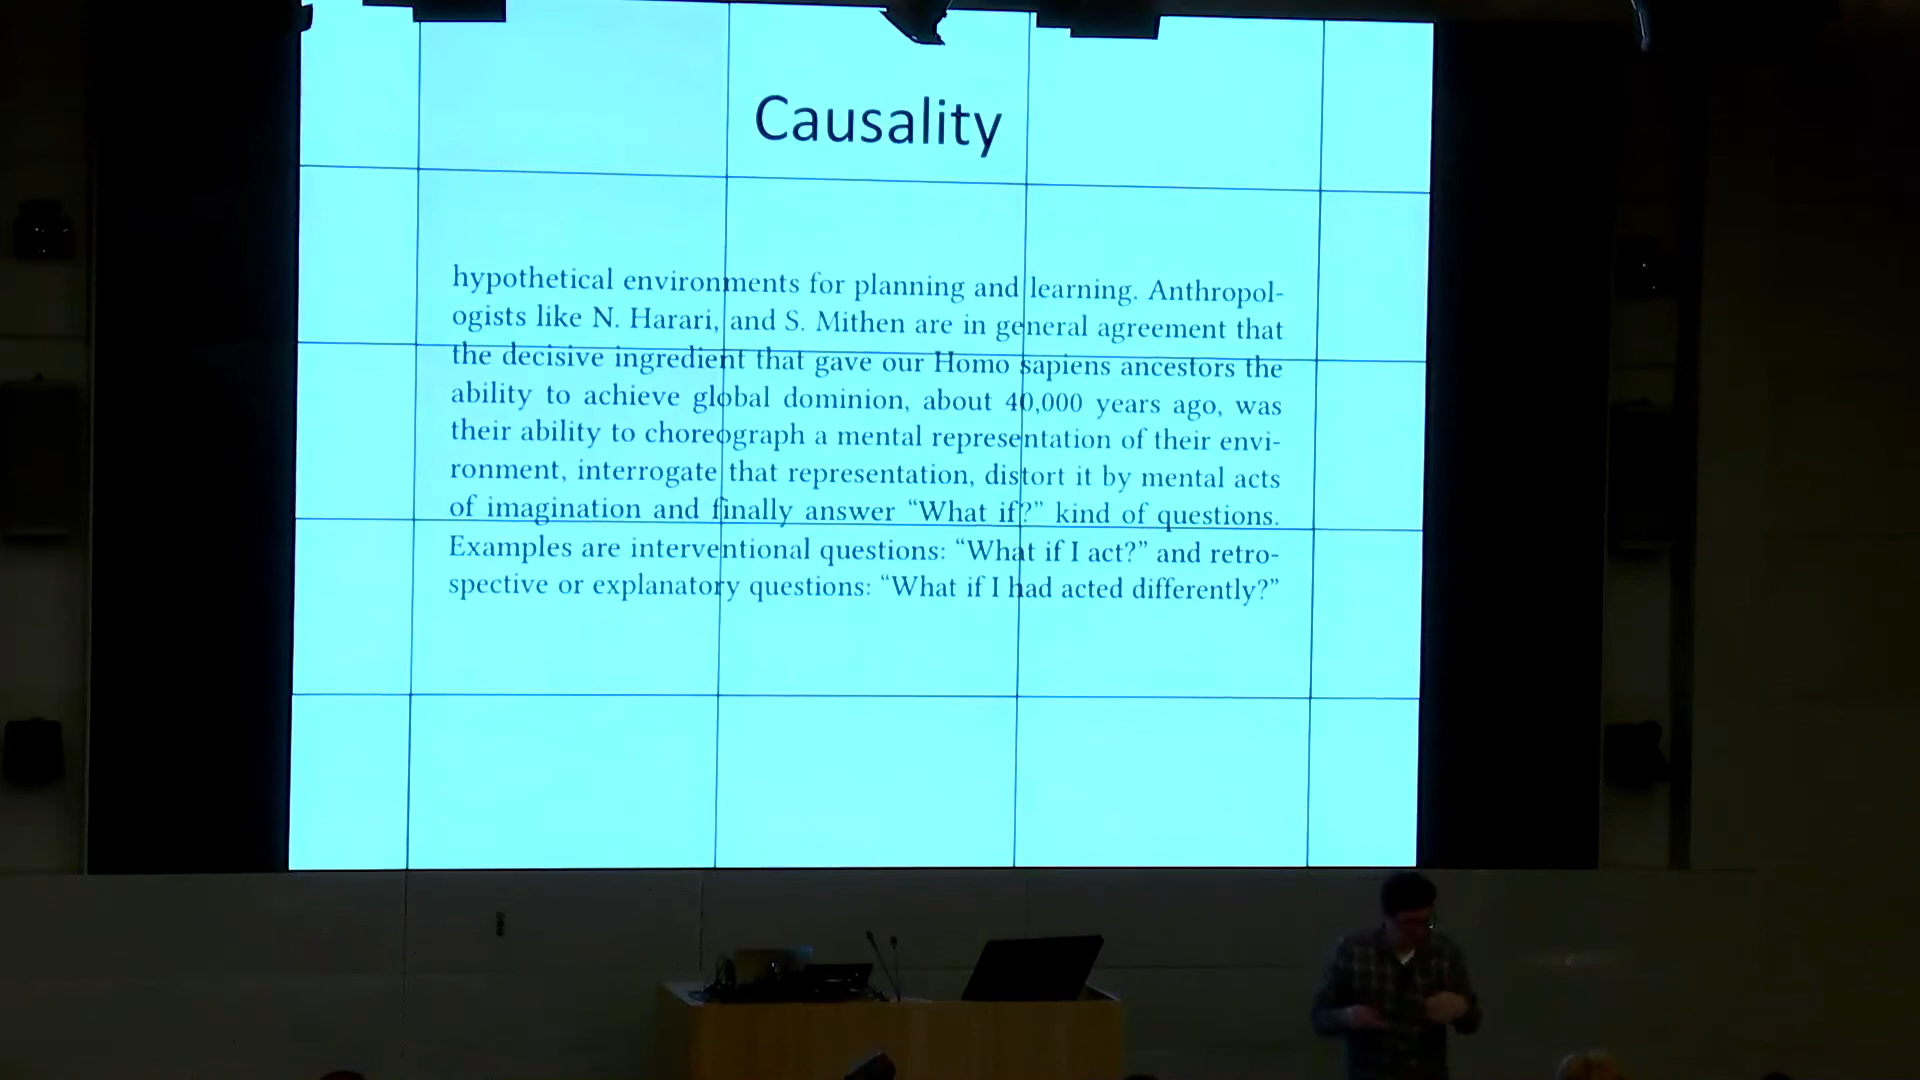 Causality
hypothetical environments for planning and learning. Anthropol-
ogists like N. Harari, and S. Mithen are in general agreement that
the decisive ingredient that gave our Homo sapiens ancestors the
ability to achieve global dominion, about 40,000 years ago, was
their ability to choreograph a mental representation of their envi-
ronment, interrogate that representation, distort it by mental acts
of imagination and finally answer “What if?” kind of questions.
Examples are interventional questions: “What if I act?” and retro-
spective or explanatory questions: “What if I had acted differently?”